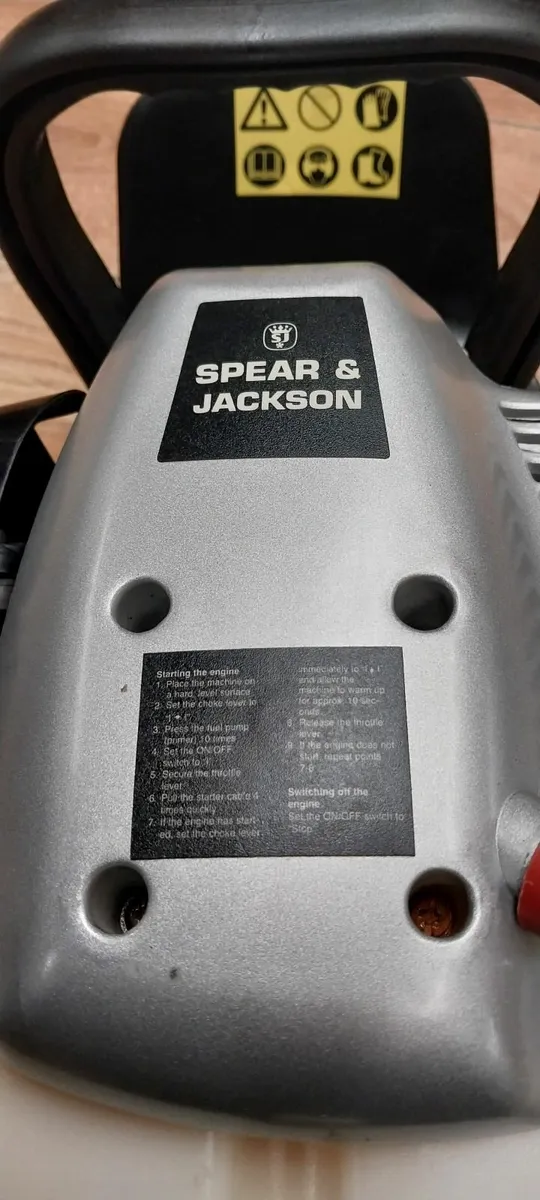 SJ
SPEAR &
JACKSON
Starting the engine
1. Place the machine on
a hard, level surface
2. Set the choke lever to
3. Press the fuel pump
(primer) 10 times
4. Set the ON/OFF
switch to "I"
5. Secure the throttle
lever
6. Pull the starter cable 4
times quickly
7. If the engine has start-
ed, set the choke lever
immediately to
and allow the
machine to warm up
for approx. 10 sec-
onds
8. Release the throttle
lever
9. If the engine does not
start, repeat points
Switching off the
engine
Set the ON/OFF switch to
"Stop"